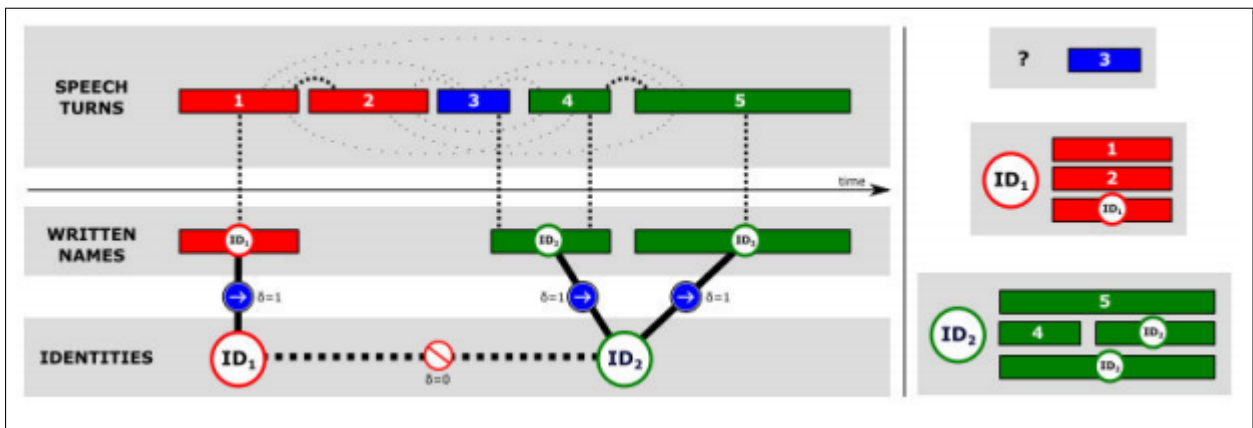 SPEECH TURNS
1 2 3 4 5
time
WRITTEN NAMES
ID₁ ID₂ ID₂
δ=1 δ=1 δ=1
IDENTITIES
ID₁ ID₂
δ=0
? 3
ID₁
1
2
ID₁
ID₂
5
4 ID₂
ID₂